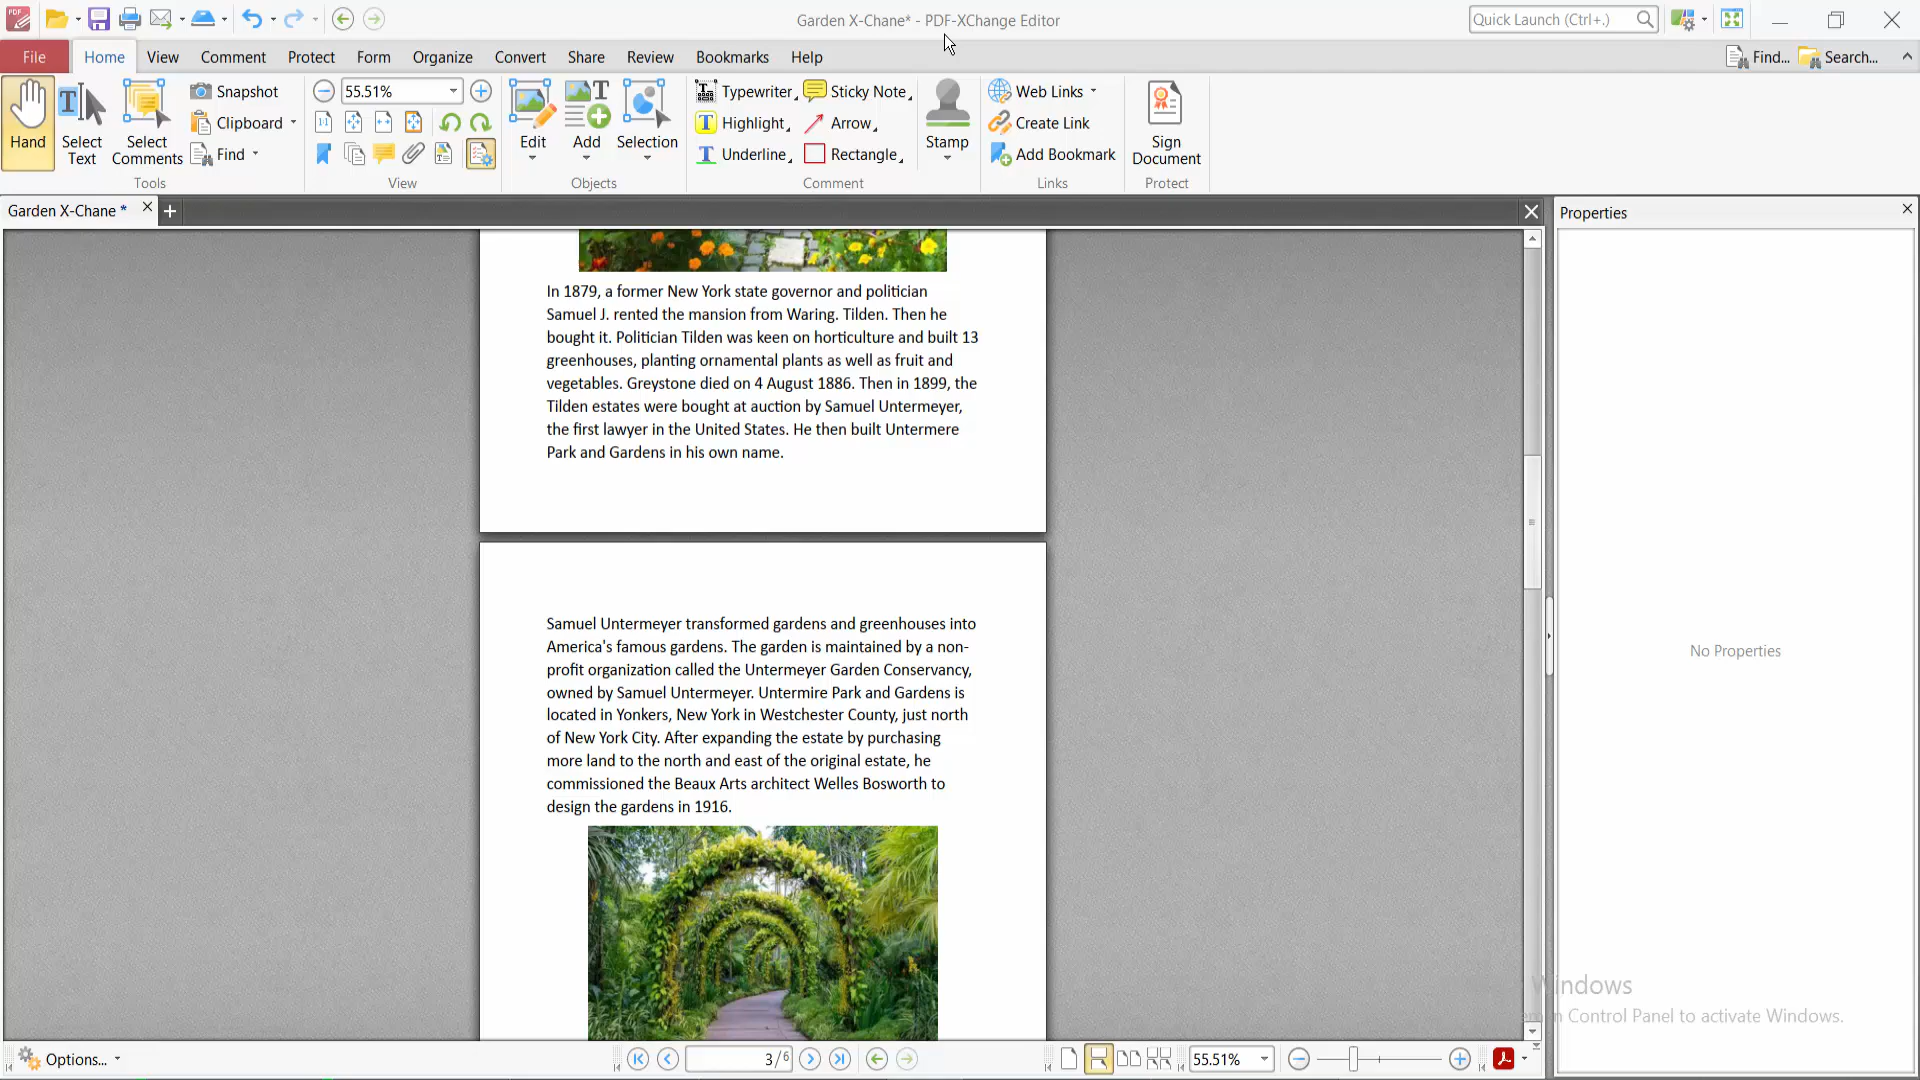 Garden X-Chane* - PDF-XChange Editor
Quick Launch (Ctrl+.)
File Home View Comment Protect Form Organize Convert Share Review Bookmarks Help
Find... Search...
Hand
Select Text
Select Comments
Snapshot
Clipboard
Find
Tools
55.51%
View
Edit
Add
Selection
Objects
Typewriter
Sticky Note
Highlight
Arrow
Underline
Rectangle
Stamp
Comment
Web Links
Create Link
Add Bookmark
Links
Sign Document
Protect
Garden X-Chane *
Properties
In 1879, a former New York state governor and politician
Samuel J. rented the mansion from Waring. Tilden. Then he
bought it. Politician Tilden was keen on horticulture and built 13
greenhouses, planting ornamental plants as well as fruit and
vegetables. Greystone died on 4 August 1886. Then in 1899, the
Tilden estates were bought at auction by Samuel Untermeyer,
the first lawyer in the United States. He then built Untermere
Park and Gardens in his own name.
Samuel Untermeyer transformed gardens and greenhouses into
America's famous gardens. The garden is maintained by a non-
profit organization called the Untermeyer Garden Conservancy,
owned by Samuel Untermeyer. Untermire Park and Gardens is
located in Yonkers, New York in Westchester County, just north
of New York City. After expanding the estate by purchasing
more land to the north and east of the original estate, he
commissioned the Beaux Arts architect Welles Bosworth to
design the gardens in 1916.
No Properties
Windows
Control Panel to activate Windows.
Options...
3/6
55.51%